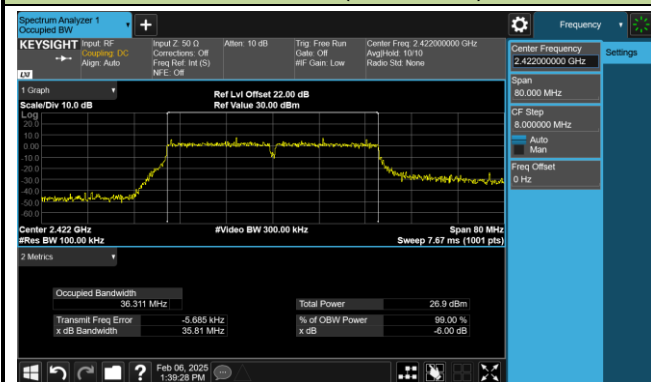 Spectrum Analyzer 1
Occupied BW
+
Frequency
KEYSIGHT
Input: RF
Coupling: DC
Align: Auto
Input Z: 50 Ω
Corrections: Off
Freq Ref: Int (S)
NFE: Off
Atten: 10 dB
Trig: Free Run
Gate: Off
#IF Gain: Low
Center Freq: 2.422000000 GHz
Avg|Hold: 10/10
Radio Std: None
LXI
Center Frequency
2.422000000 GHz
Settings
Span
80.000 MHz
CF Step
8.000000 MHz
Auto
Man
Freq Offset
0 Hz
1 Graph
Scale/Div 10.0 dB
Ref Lvl Offset 22.00 dB
Ref Value 30.00 dBm
Log
20.0
10.0
0.00
-10.0
-20.0
-30.0
-40.0
-50.0
-60.0
Center 2.422 GHz
#Res BW 100.00 kHz
#Video BW 300.00 kHz
Span 80 MHz
Sweep 7.67 ms (1001 pts)
2 Metrics
Occupied Bandwidth
36.311 MHz
Total Power 26.9 dBm
Transmit Freq Error -5.685 kHz
% of OBW Power 99.00 %
x dB Bandwidth 35.81 MHz
x dB -6.00 dB
?
Feb 06, 2025
1:39:28 PM